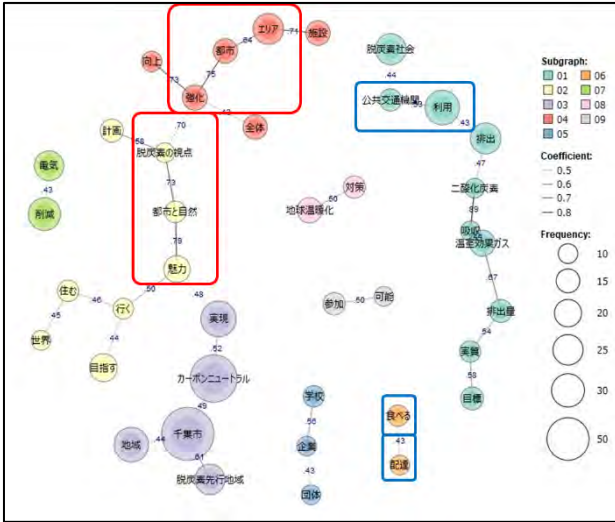 エリア
.71
施設
都市
.64
向上
.73
.75
強化
.42
全体
脱炭素社会
.44
公共交通機関
.53
利用
.43
排出
.47
二酸化炭素
.89
吸収
温室効果ガス
.67
排出量
.54
実質
.58
目標
計画
.58
.70
脱炭素の視点
.73
都市と自然
.79
魅力
.50
.48
行く
.46
住む
.45
世界
.44
目指す
電気
.43
削減
対策
.60
地球温暖化
参加
.50
可能
実現
.52
カーボンニュートラル
.49
千葉市
.44
地域
.61
脱炭素先行地域
学校
.56
企業
.43
団体
食べる
.43
配達
Subgraph:
01 06
02 07
03 08
04 09
05
Coefficient:
0.5
0.6
0.7
0.8
Frequency:
10
15
20
25
30
50